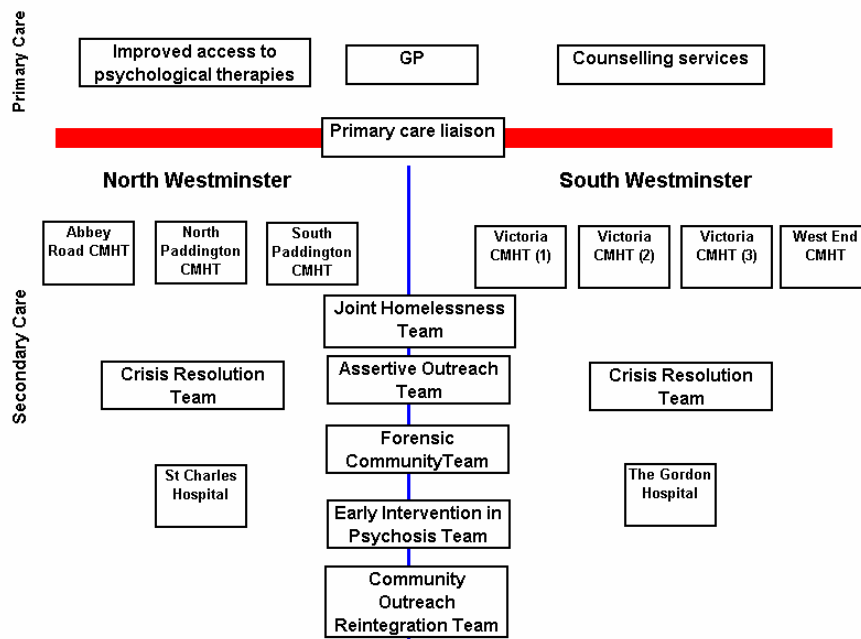 Primary Care
Improved access to
psychological therapies
GP
Counselling services
Primary care liaison
North Westminster
South Westminster
Secondary Care
Abbey
Road CMHT
North
Paddington
CMHT
South
Paddington
CMHT
Victoria
CMHT (1)
Victoria
CMHT (2)
Victoria
CMHT (3)
West End
CMHT
Joint Homelessness
Team
Crisis Resolution
Team
Assertive Outreach
Team
Crisis Resolution
Team
Forensic
CommunityTeam
St Charles
Hospital
The Gordon
Hospital
Early Intervention in
Psychosis Team
Community
Outreach
Reintegration Team